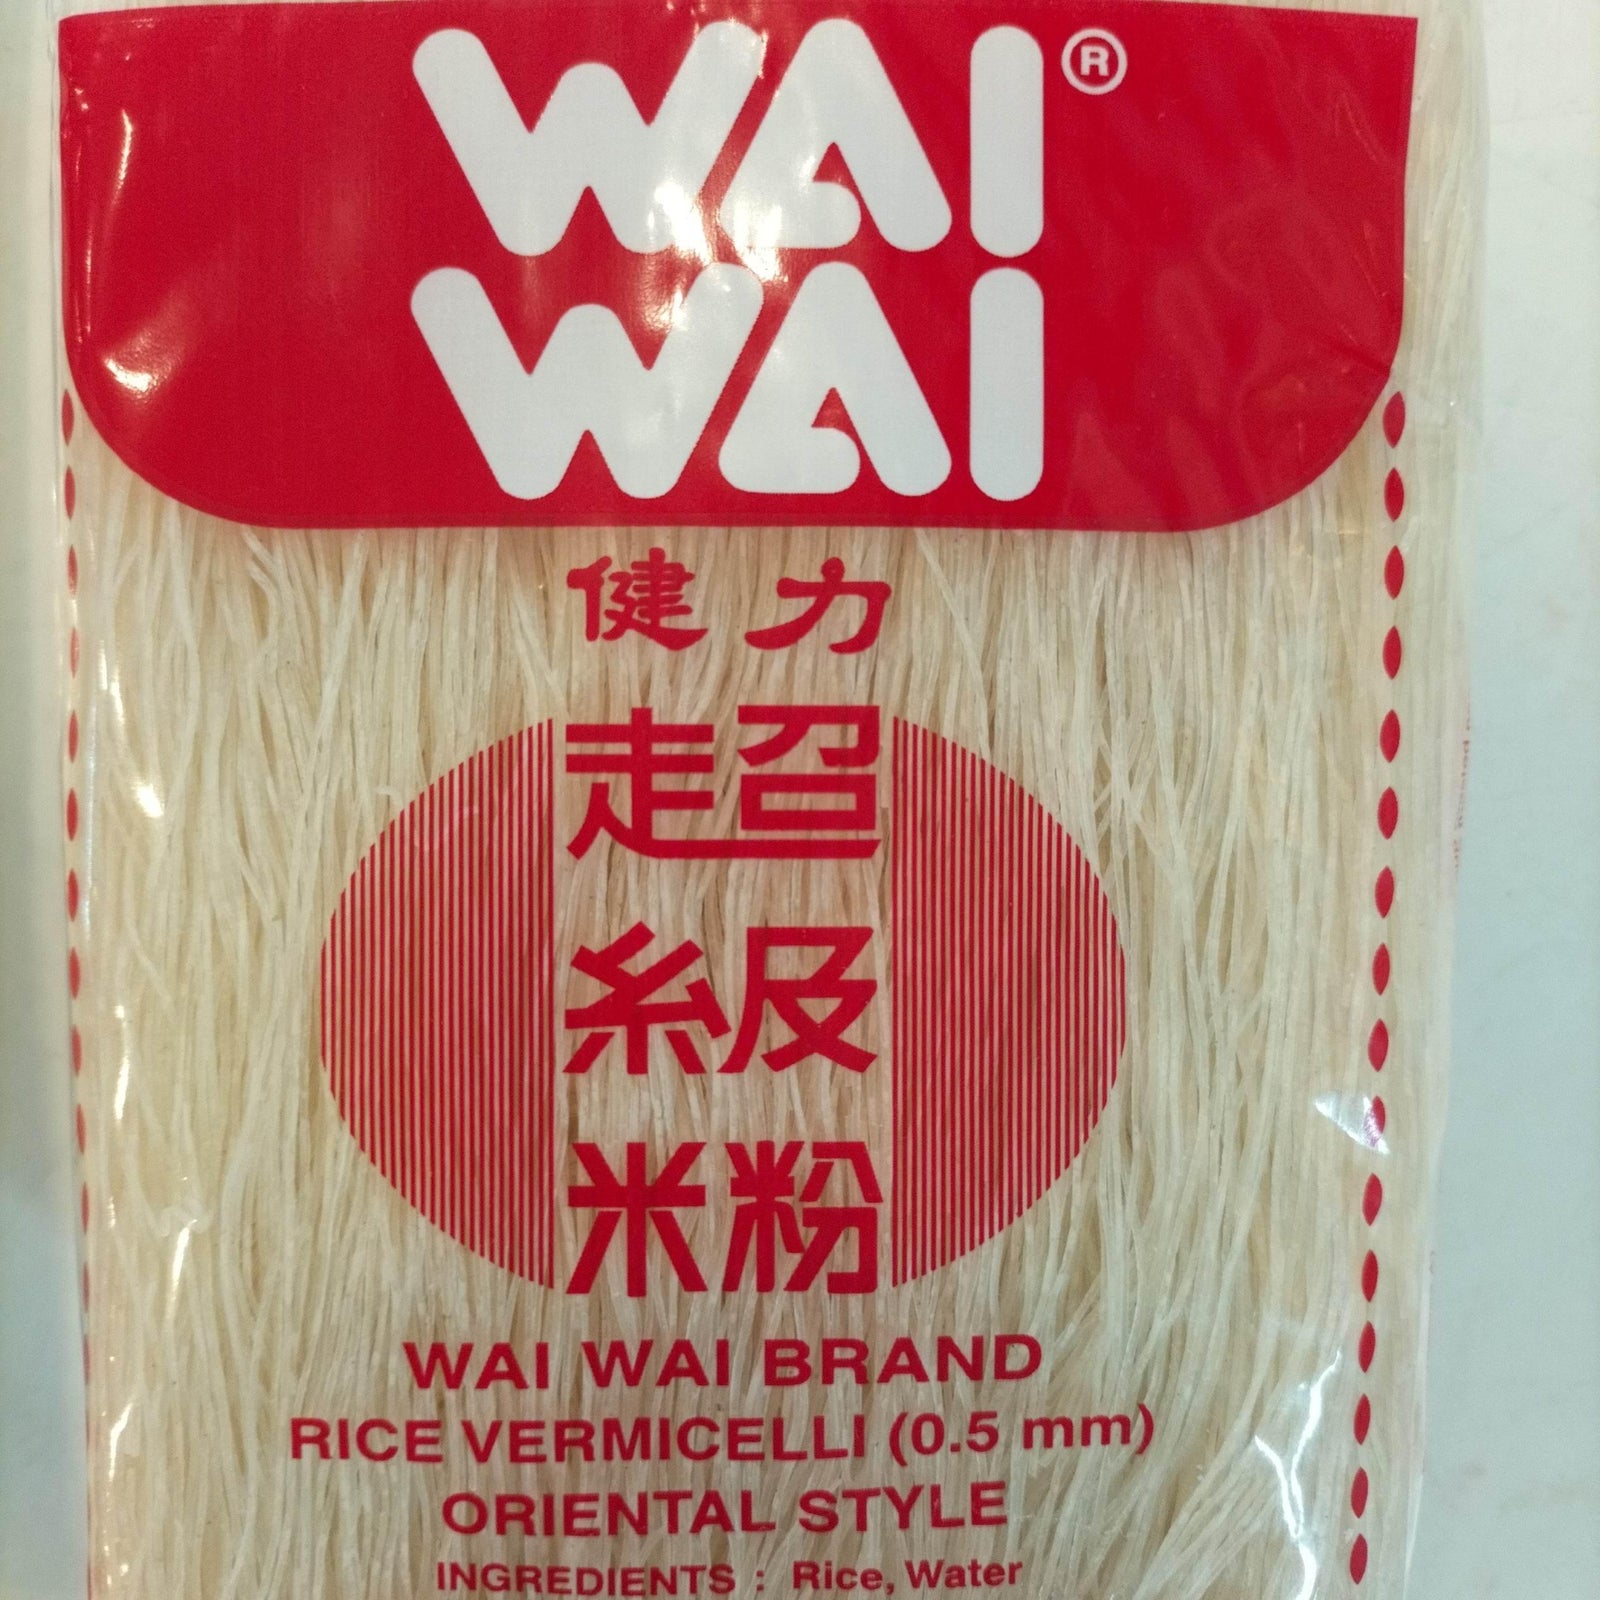 WAI ®
WAI
健力
超
級
米粉
WAI WAI BRAND
RICE VERMICELLI (0.5 mm)
ORIENTAL STYLE
INGREDIENTS : Rice, Water